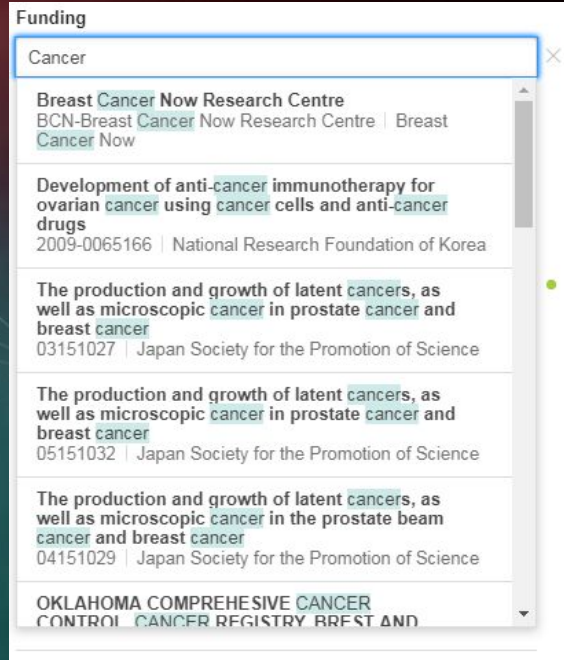 Funding
Cancer
Breast Cancer Now Research Centre
BCN-Breast Cancer Now Research Centre | Breast
Cancer Now
Development of anti-cancer immunotherapy for
ovarian cancer using cancer cells and anti-cancer
drugs
2009-0065166 | National Research Foundation of Korea
The production and growth of latent cancers, as
well as microscopic cancer in prostate cancer and
breast cancer
03151027 | Japan Society for the Promotion of Science
The production and growth of latent cancers, as
well as microscopic cancer in prostate cancer and
breast cancer
05151032 | Japan Society for the Promotion of Science
The production and growth of latent cancers, as
well as microscopic cancer in the prostate beam
cancer and breast cancer
04151029 | Japan Society for the Promotion of Science
OKLAHOMA COMPREHESIVE CANCER
CONTROL, CANCER REGISTRY, BREST AND